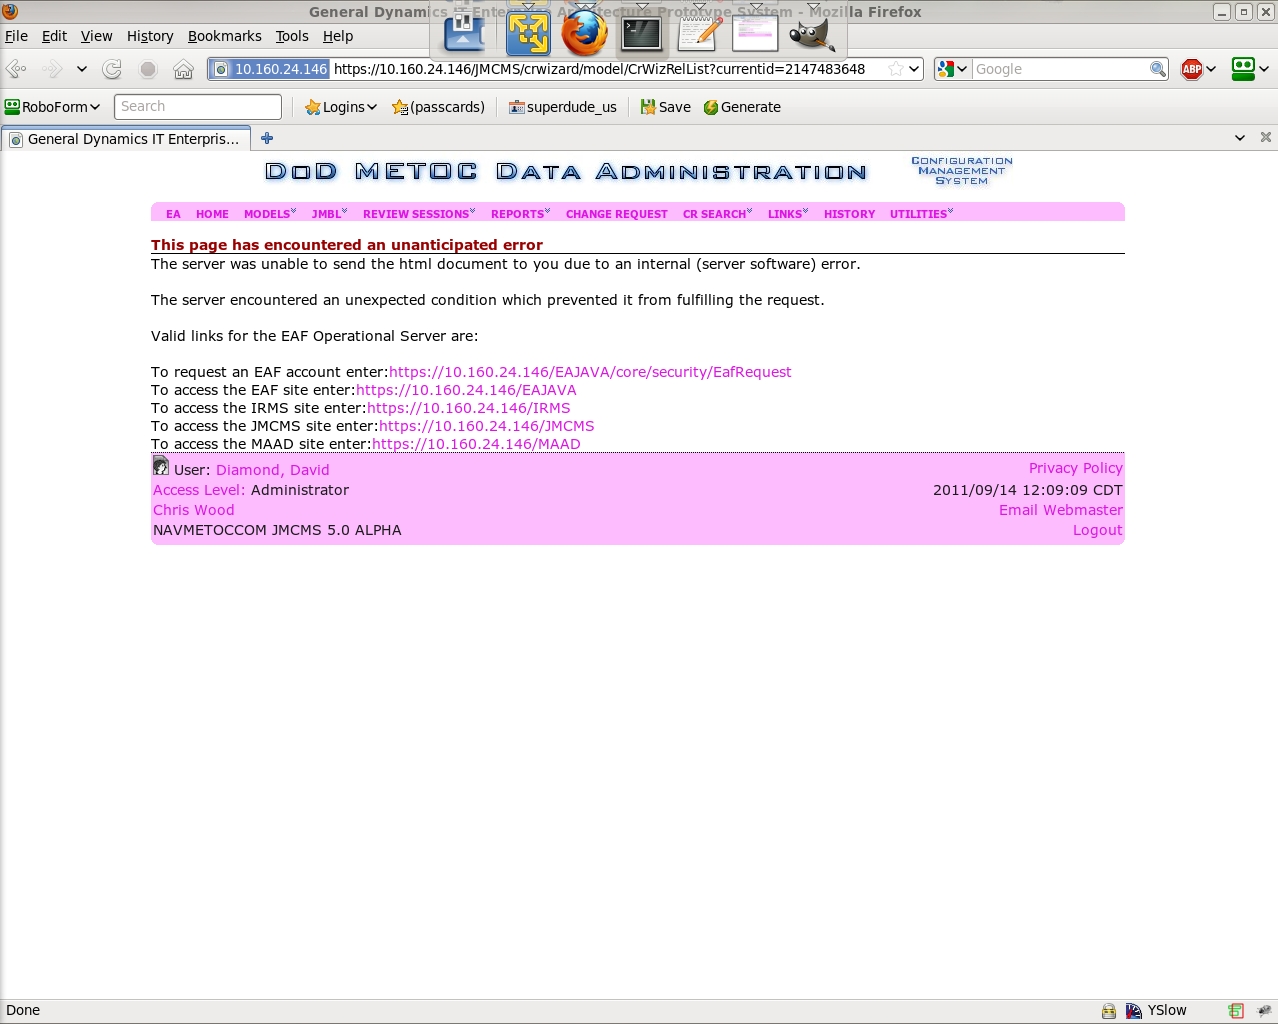 General Dynamics IT Enterprise Architecture Prototype System - Mozilla Firefox
File Edit View History Bookmarks Tools Help
10.160.24.146 https://10.160.24.146/JMCMS/crwizard/model/CrWizRelList?currentid=2147483648 Google ABP
RoboForm Search Logins (passcards) superdude_us Save Generate
General Dynamics IT Enterpris...
DoD METOC Data Administration
Configuration
Management
System
EA HOME MODELS JMBL REVIEW SESSIONS REPORTS CHANGE REQUEST CR SEARCH LINKS HISTORY UTILITIES
This page has encountered an unanticipated error
The server was unable to send the html document to you due to an internal (server software) error.
The server encountered an unexpected condition which prevented it from fulfilling the request.
Valid links for the EAF Operational Server are:
To request an EAF account enter:https://10.160.24.146/EAJAVA/core/security/EafRequest
To access the EAF site enter:https://10.160.24.146/EAJAVA
To access the IRMS site enter:https://10.160.24.146/IRMS
To access the JMCMS site enter:https://10.160.24.146/JMCMS
To access the MAAD site enter:https://10.160.24.146/MAAD
User: Diamond, David Privacy Policy
Access Level: Administrator 2011/09/14 12:09:09 CDT
Chris Wood Email Webmaster
NAVMETOCCOM JMCMS 5.0 ALPHA Logout
Done YSlow